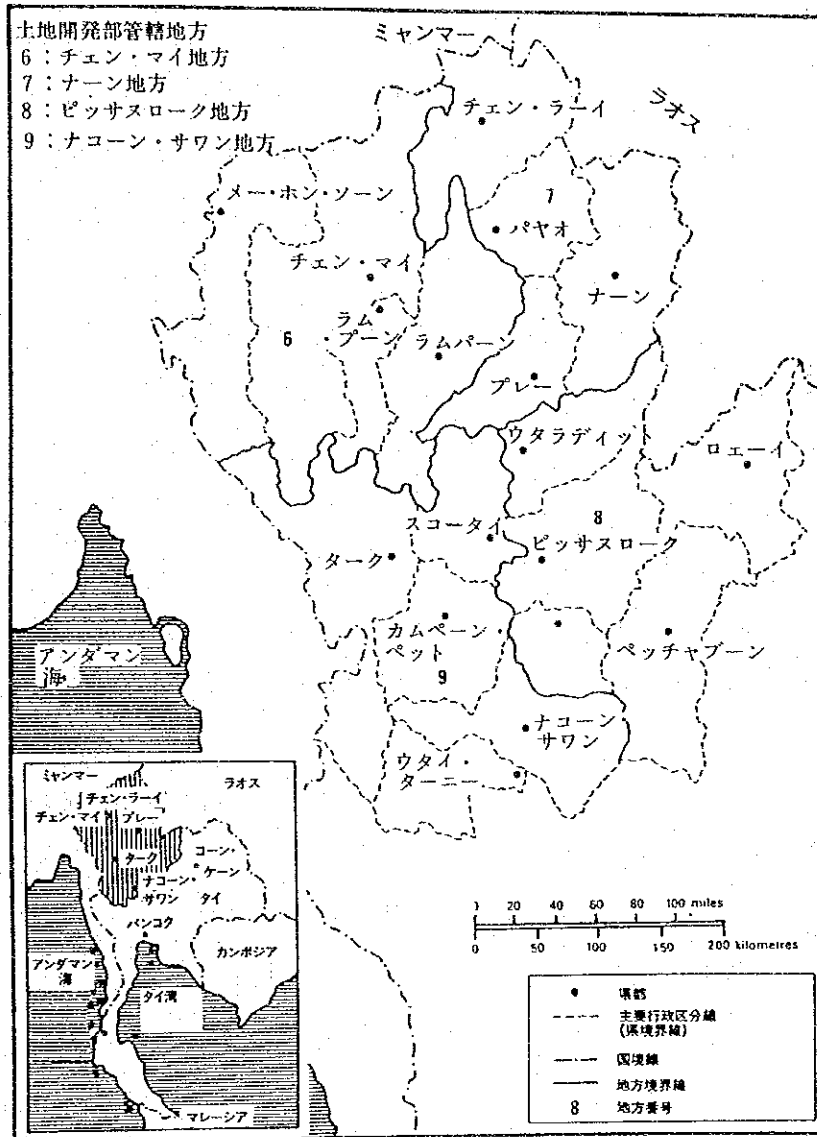 土地開発部管轄地方
6:チェン・マイ地方
7:ナーン地方
8:ピッサヌローク地方
9:ナコーン・サワン地方
ミャンマー
ラオス
チェン・ラーイ
メー・ホン・ソーン
7
パヤオ
チェン・マイ
ナーン
ラム
・プーン
6
ラムパーン
プレー
ウタラディット
ロェーイ
スコータイ
8
ピッサヌローク
ターク
カムペーン・
ペット
9
ペッチャブーン
アンダマン
海
ナコーン
サワン
ウタイ・
ターニー
ミャンマー
ラオス
チェン・ラーイ
チェン・マイ
プレー
ターク
コーン・
ケーン
ナコーン・
サワン
タイ
バンコク
カンボジア
アンダマン
海
タイ湾
マレーシア
20 40 60 80 100 miles
0 50 100 150 200 kilometres
県都
主要行政区分線
(県境界線)
国境線
地方境界線
8 地方番号